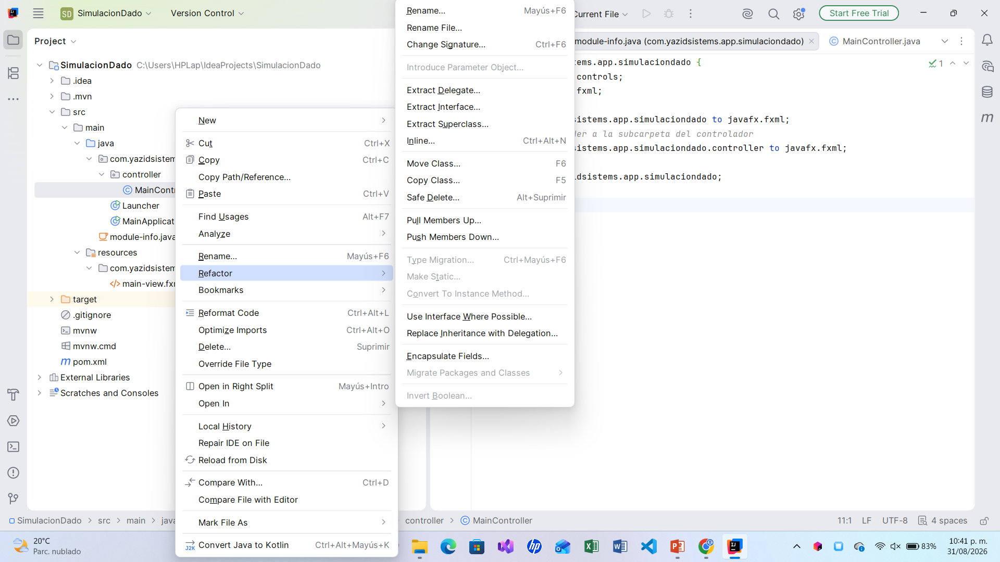 SD SimulacionDado
Version Control
Current File
Start Free Trial
Project
SimulacionDado C:\Users\HPLap\IdeaProjects\SimulacionDado
.idea
.mvn
src
main
java
com.yazidsistem
controller
MainContr
Launcher
MainApplicat
module-info.java
resources
com.yazidsistem
main-view.fxm
target
.gitignore
mvnw
mvnw.cmd
pom.xml
External Libraries
Scratches and Consoles
New
Cut Ctrl+X
Copy Ctrl+C
Copy Path/Reference...
Paste Ctrl+V
Find Usages Alt+F7
Analyze
Rename... Mayús+F6
Refactor
Bookmarks
Reformat Code Ctrl+Alt+L
Optimize Imports Ctrl+Alt+O
Delete... Suprimir
Override File Type
Open in Right Split Mayús+Intro
Open In
Local History
Repair IDE on File
Reload from Disk
Compare With... Ctrl+D
Compare File with Editor
Mark File As
Convert Java to Kotlin Ctrl+Alt+Mayús+K
Rename... Mayús+F6
Rename File...
Change Signature... Ctrl+F6
Introduce Parameter Object...
Extract Delegate...
Extract Interface...
Extract Superclass...
Inline... Ctrl+Alt+N
Move Class... F6
Copy Class... F5
Safe Delete... Alt+Suprimir
Pull Members Up...
Push Members Down...
Type Migration... Ctrl+Mayús+F6
Make Static...
Convert To Instance Method...
Use Interface Where Possible...
Replace Inheritance with Delegation...
Encapsulate Fields...
Migrate Packages and Classes
Invert Boolean...
module-info.java (com.yazidsistems.app.simulaciondado)
MainController.java
tems.app.simulaciondado {
1
controls;
fxml;
sistems.app.simulaciondado to javafx.fxml;
der a la subcarpeta del controlador
sistems.app.simulaciondado.controller to javafx.fxml;
idsistems.app.simulaciondado;
SimulacionDado > src > main > java
controller > MainController
11:1 LF UTF-8 4 spaces
20°C
Parc. nublado
83%
10:41 p. m.
31/08/2026